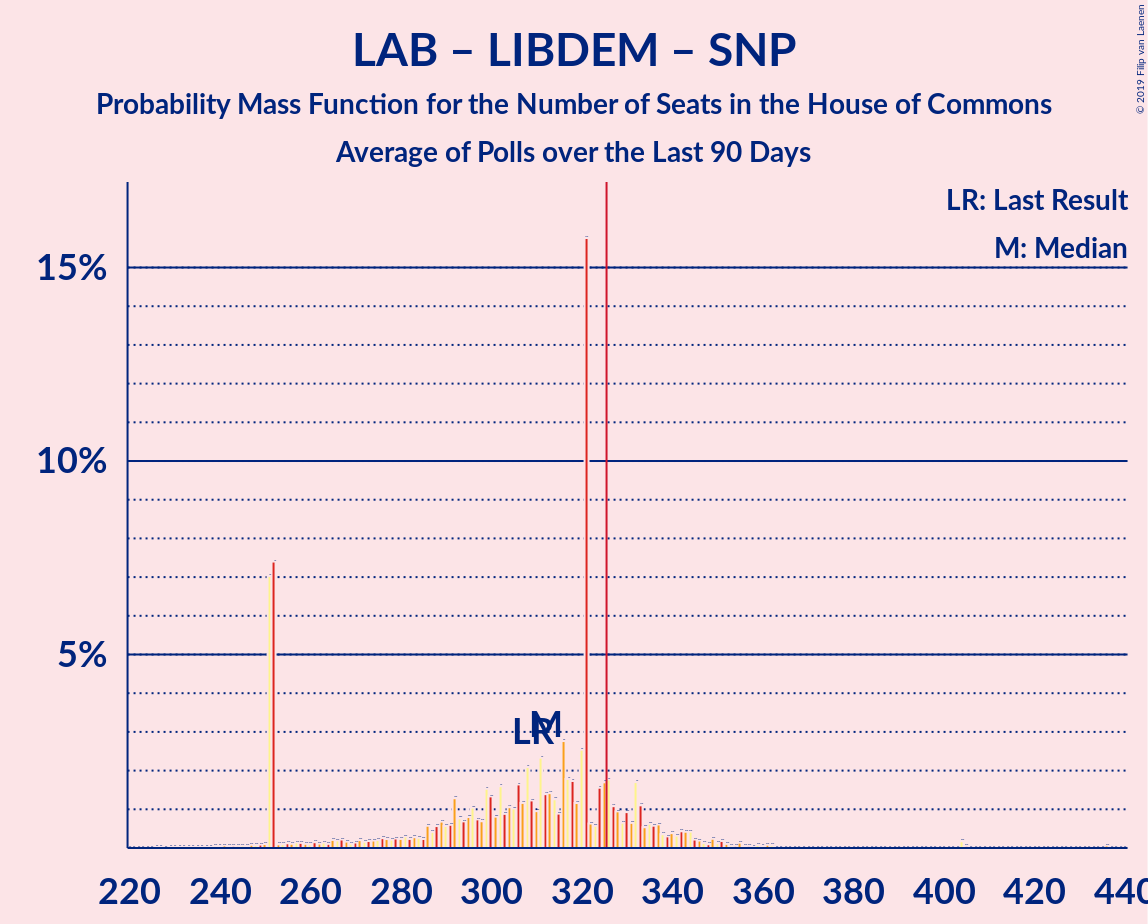 LAB – LIBDEM – SNP
Probability Mass Function for the Number of Seats in the House of Commons
Average of Polls over the Last 90 Days
© 2019 Filip van Laenen
LR: Last Result
M: Median
15%
10%
5%
LR
M
220 240 260 280 300 320 340 360 380 400 420 440